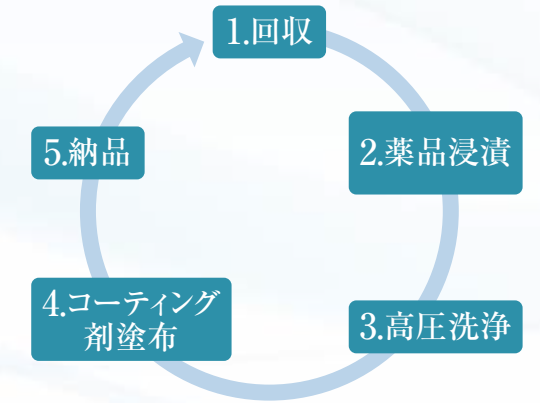 1.回収
2.薬品浸漬
3.高圧洗浄
4.コーティング
剤塗布
5.納品